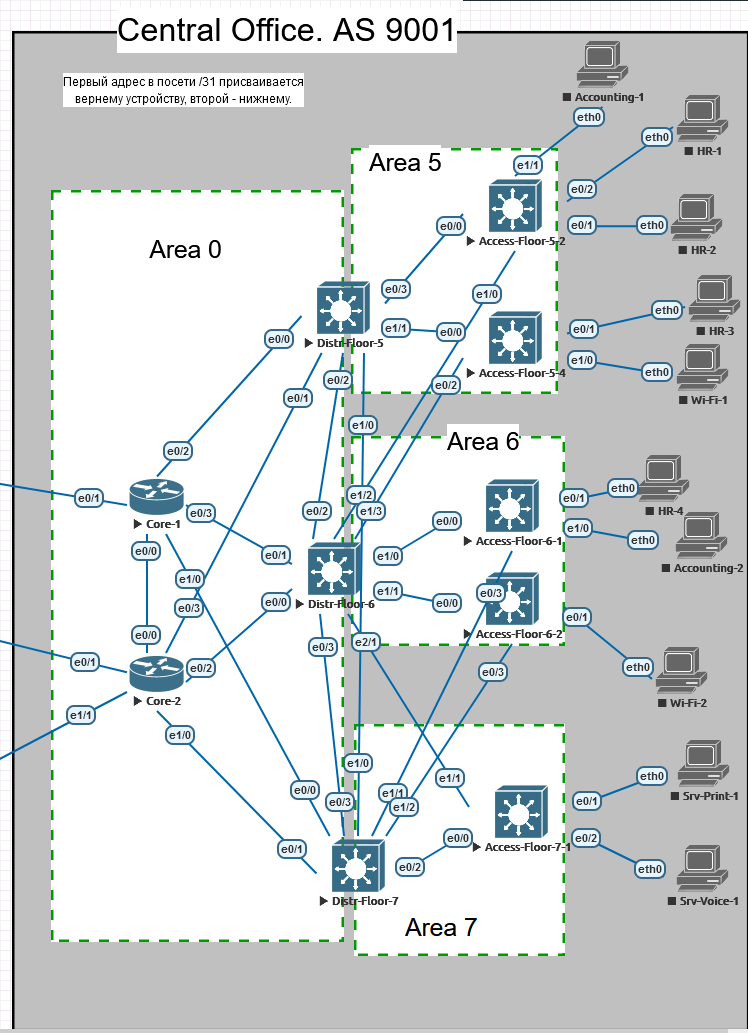 Central Office. AS 9001
Первый адрес в посети /31 присваивается
вернему устройству, второй - нижнему.
Accounting-1
eth0
HR-1
eth0
Area 5
e1/1
e0/2
Access-Floor-5-2
e0/0
e0/1
eth0
HR-2
Area 0
e0/3
e1/0
Distr-Floor-5
e0/0
e1/1
e0/0
Access-Floor-5-4
e0/1
eth0
HR-3
e1/0
eth0
Wi-Fi-1
e0/2
e0/2
e0/1
e1/0
e0/2
Area 6
e0/1
Core-1
e0/3
e0/0
e0/2
e1/2
e1/3
e0/0
Access-Floor-6-1
e0/1
eth0
HR-4
e1/0
eth0
Accounting-2
e0/1
e1/0
e1/0
e0/3
e0/0
Distr-Floor-6
e1/1
e0/0
e0/3
Access-Floor-6-2
e0/1
eth0
Wi-Fi-2
e0/0
e0/1
e0/2
Core-2
e1/1
e1/0
e0/3
e2/1
e0/3
e1/0
e1/1
e0/0
e0/3
e1/1
e1/2
e0/1
Distr-Floor-7
e0/2
e0/0
Access-Floor-7-1
e0/1
eth0
Srv-Print-1
e0/2
eth0
Srv-Voice-1
Area 7